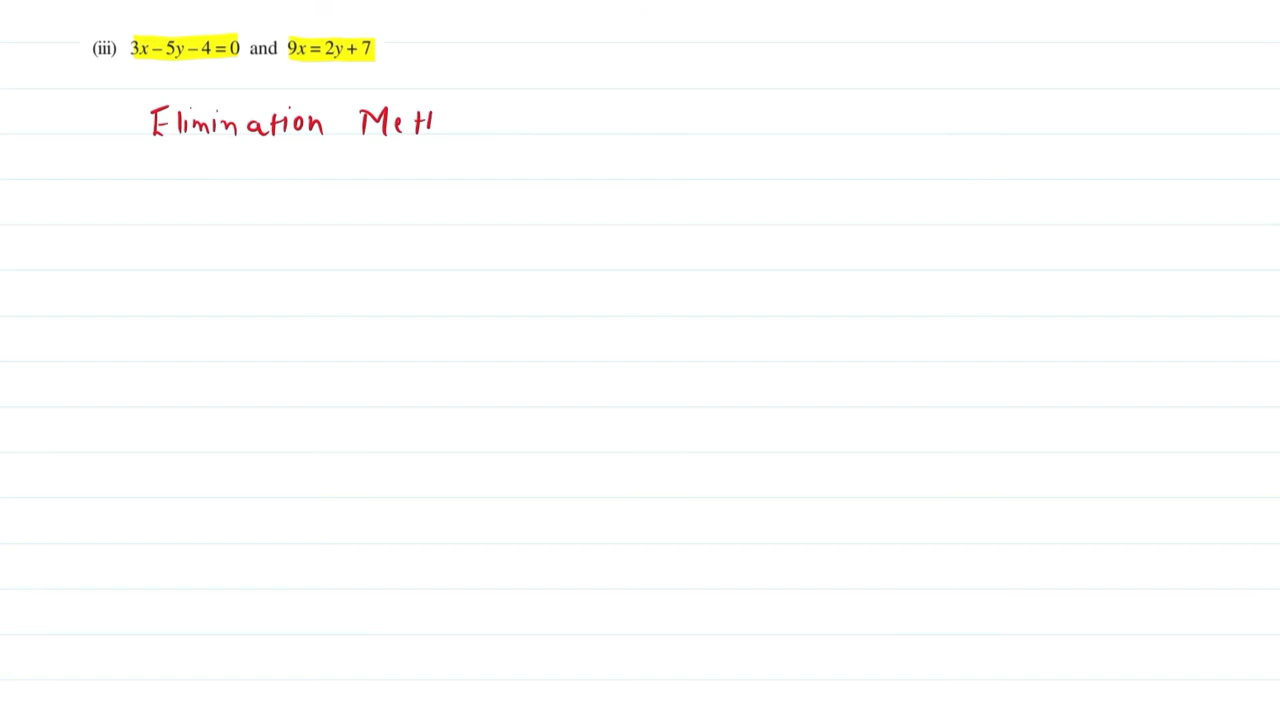 (iii) 3x – 5y – 4 = 0 and 9x = 2y + 7
Elimination Met